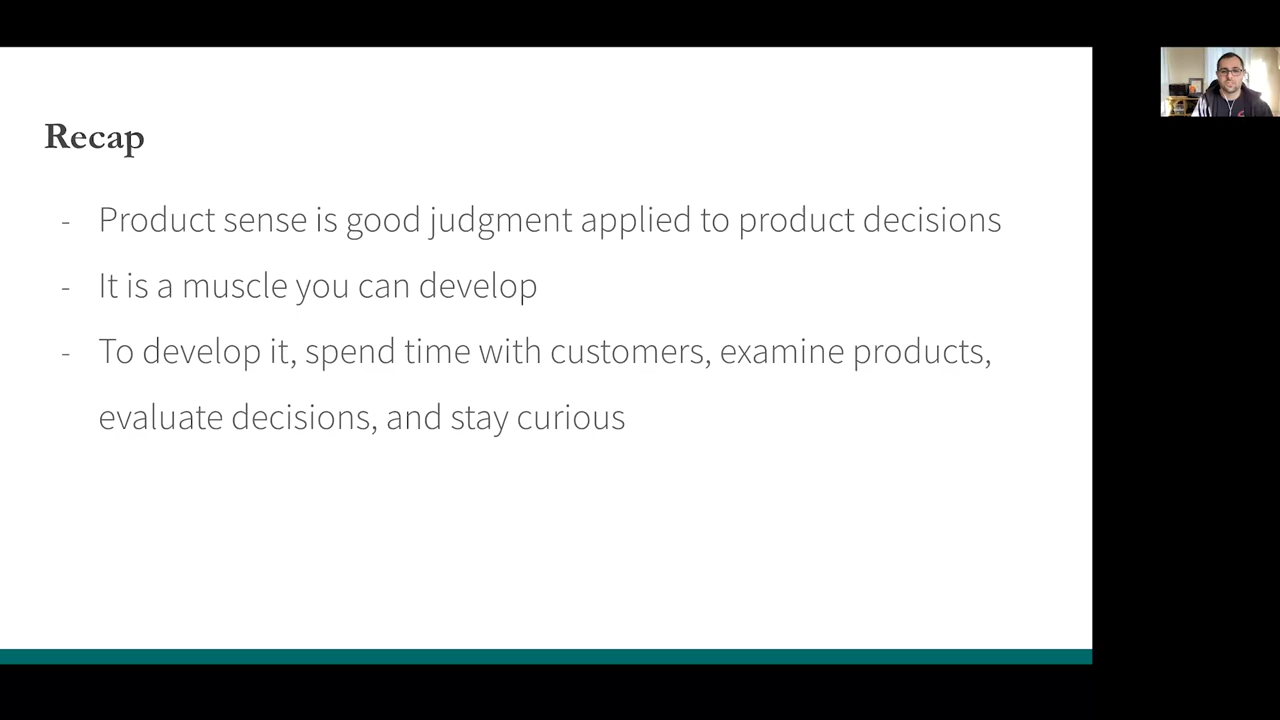 Recap
- Product sense is good judgment applied to product decisions
- It is a muscle you can develop
- To develop it, spend time with customers, examine products,
evaluate decisions, and stay curious